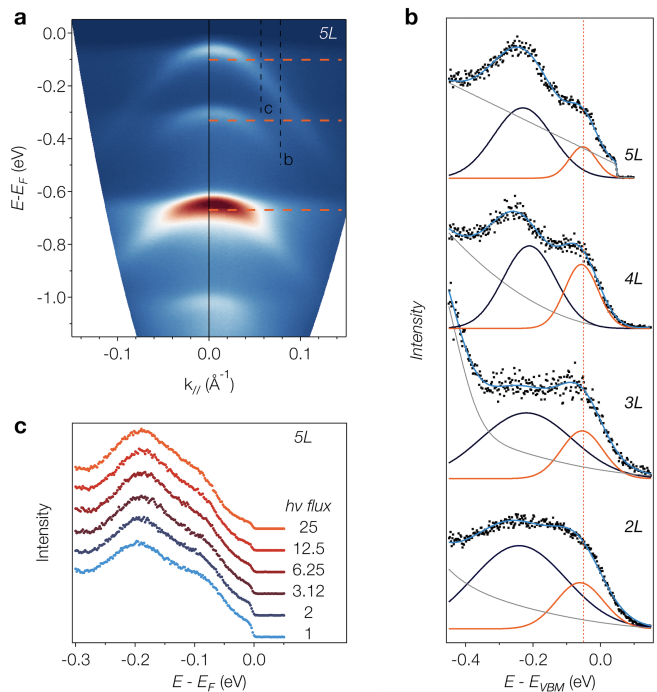 a
5L
0.0
-0.2
-0.4
-0.6
-0.8
-1.0
E-E_F (eV)
c
b
-0.1 0.0 0.1
k_// (Å⁻¹)
b
5L
4L
3L
2L
Intensity
-0.4 -0.2 0.0
E - E_VBM (eV)
c
5L
hν flux
25
12.5
6.25
3.12
2
1
Intensity
-0.3 -0.2 -0.1 0.0
E - E_F (eV)